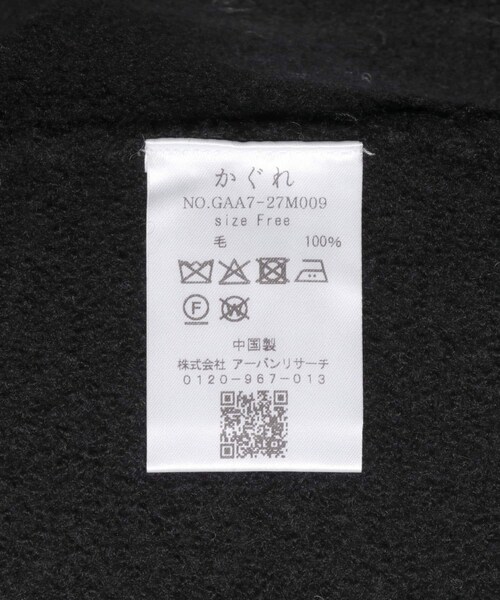 かぐれ
NO.GAA7-27M009
size Free
毛 100%
F
W
中国製
株式会社 アーバンリサーチ
0120-967-013